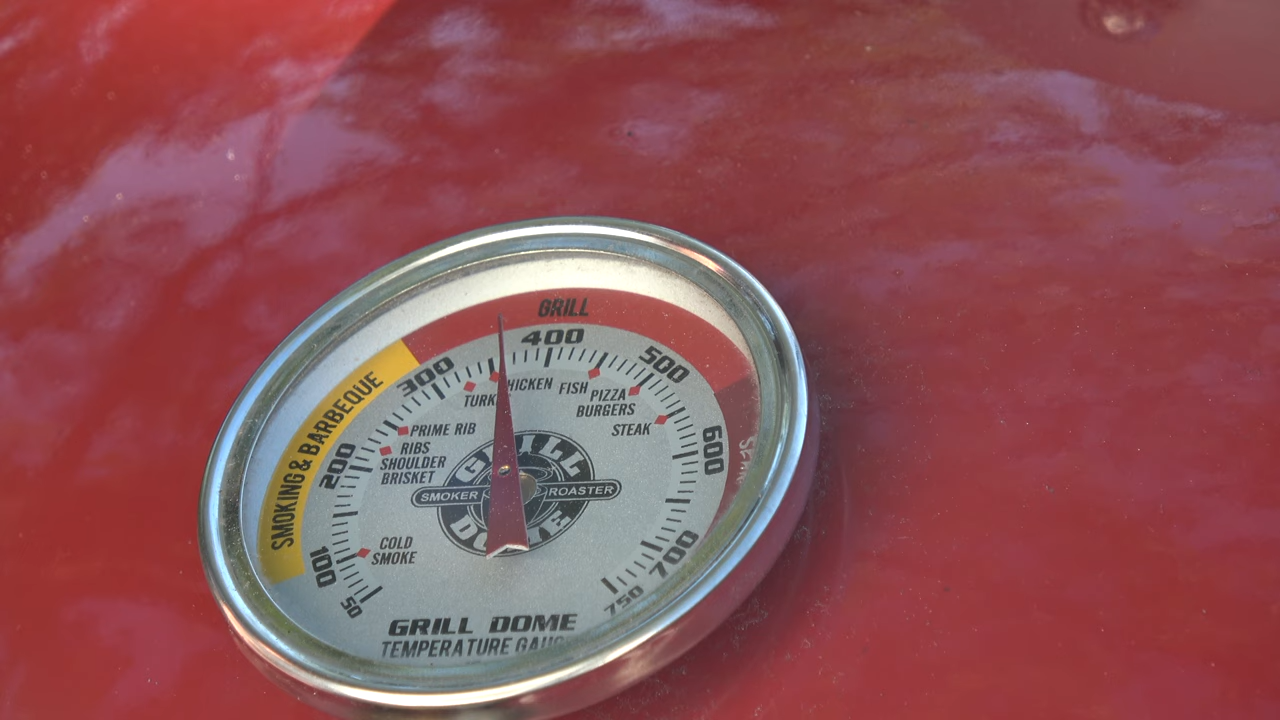 GRILL
400
300
500
CHICKEN
FISH
PIZZA
BURGERS
STEAK
PRIME RIB
RIBS
SHOULDER
BRISKET
SMOKING & BARBEQUE
200
600
SMOKER
ROASTER
COLD
SMOKE
100
50
700
750
GRILL DOME
TEMPERATURE